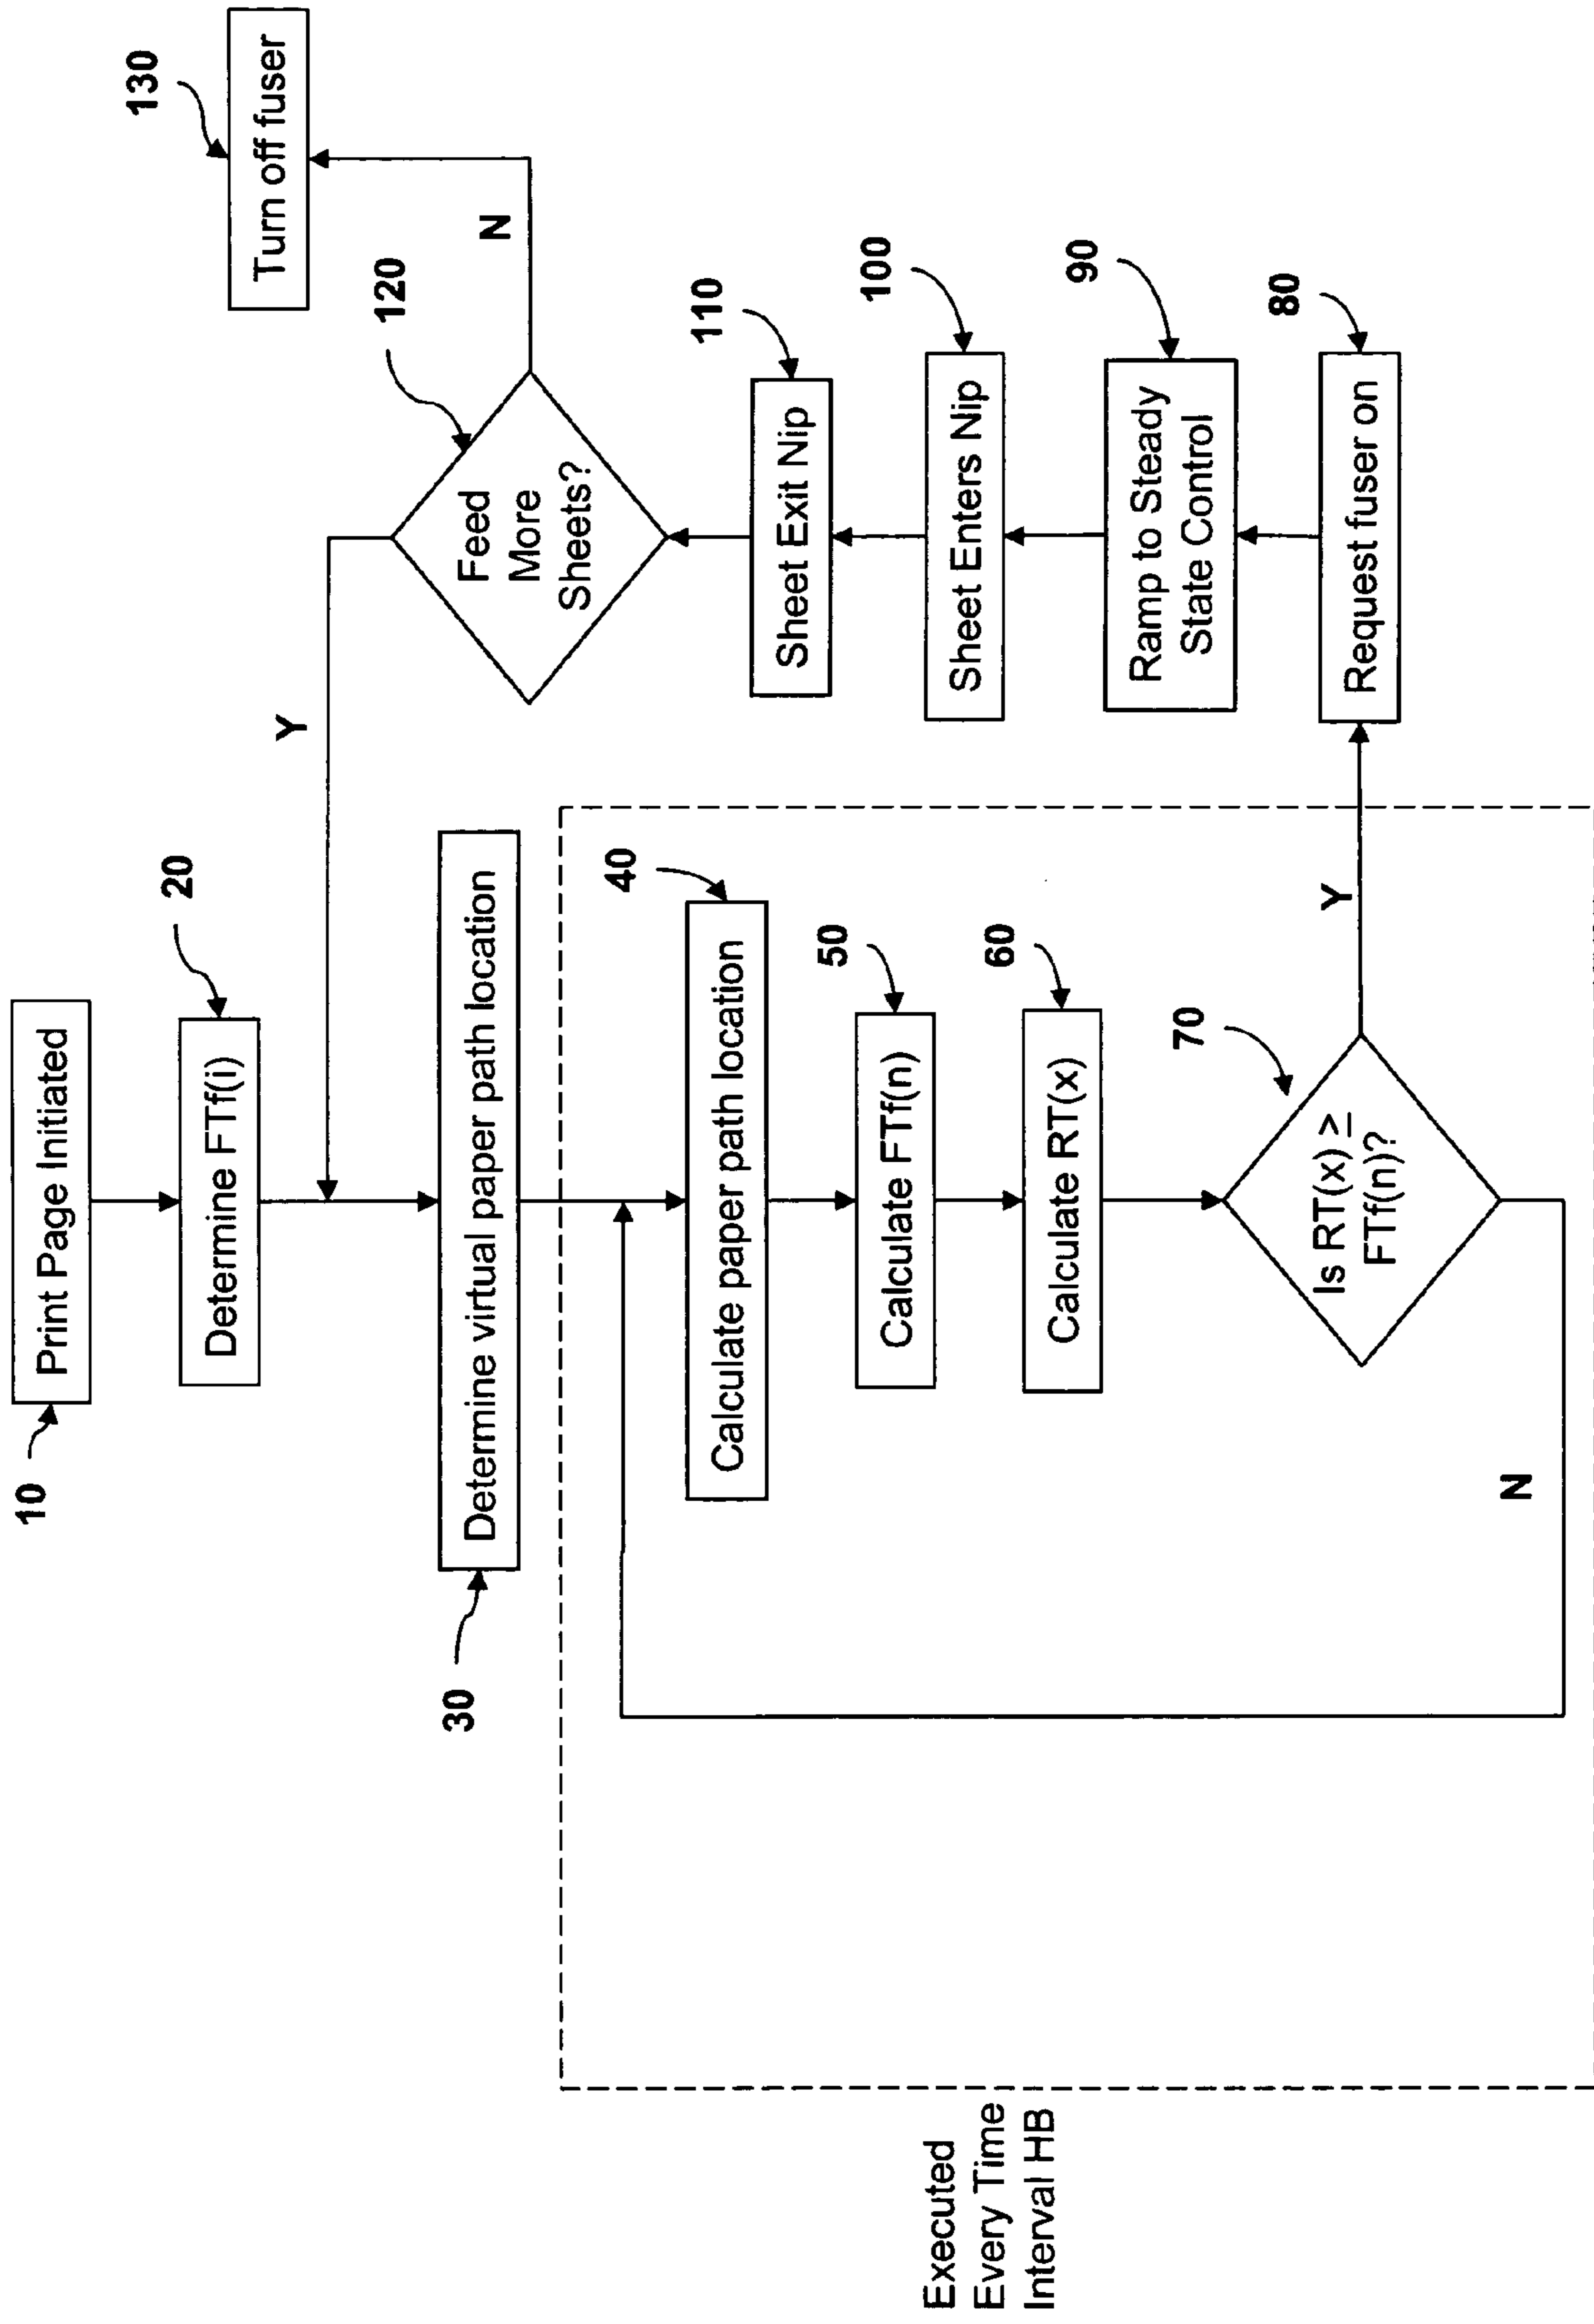 10
Print Page Initiated
20
Determine FTf(i)
30
Determine virtual paper path location
Executed
Every Time
Interval HB
40
Calculate paper path location
50
Calculate FTf(n)
60
Calculate RT(x)
70
Is RT(x) ≥
FTf(n)?
N
Y
80
Request fuser on
90
Ramp to Steady
State Control
100
Sheet Enters Nip
110
Sheet Exit Nip
120
Feed
More
Sheets?
Y
N
130
Turn off fuser